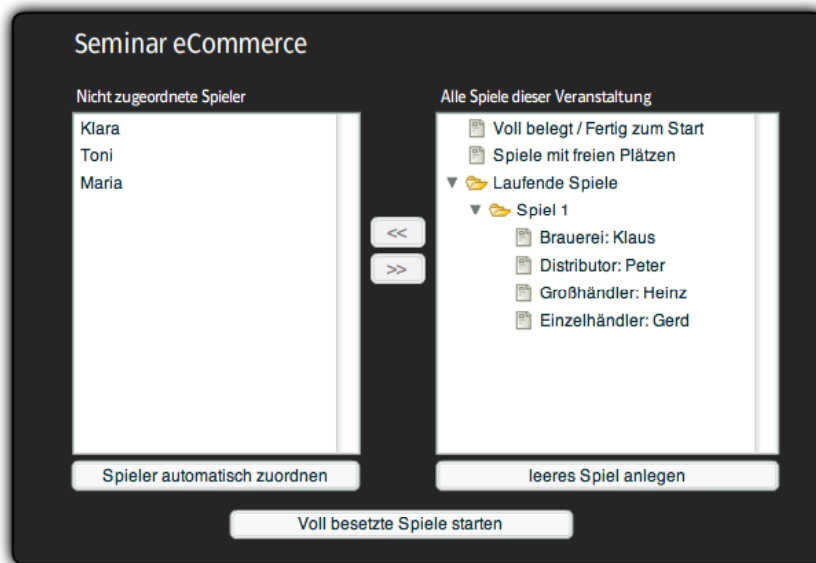 Seminar eCommerce
Nicht zugeordnete Spieler
Klara
Toni
Maria
<<
>>
Alle Spiele dieser Veranstaltung
Voll belegt / Fertig zum Start
Spiele mit freien Plätzen
Laufende Spiele
Spiel 1
Brauerei: Klaus
Distributor: Peter
Großhändler: Heinz
Einzelhändler: Gerd
Spieler automatisch zuordnen
leeres Spiel anlegen
Voll besetzte Spiele starten